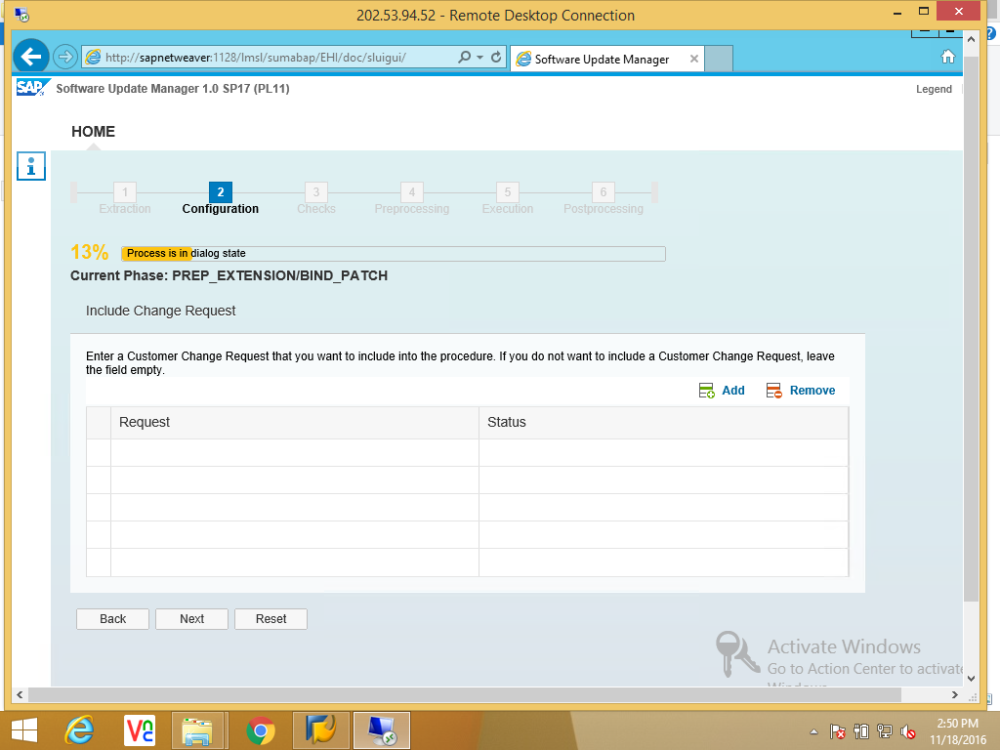 202.53.94.52 - Remote Desktop Connection
http://sapnetweaver:1128/lmsl/sumabap/EHI/doc/sluigui/
Software Update Manager
SAP Software Update Manager 1.0 SP17 (PL11)
Legend
HOME
1 2 3 4 5 6
Extraction Configuration Checks Preprocessing Execution Postprocessing
13% Process is in dialog state
Current Phase: PREP_EXTENSION/BIND_PATCH
Include Change Request
Enter a Customer Change Request that you want to include into the procedure. If you do not want to include a Customer Change Request, leave
the field empty.
Add Remove
Request Status
Back Next Reset
Activate Windows
Go to Action Center to activate
Windows
VNC
2:50 PM
11/18/2016